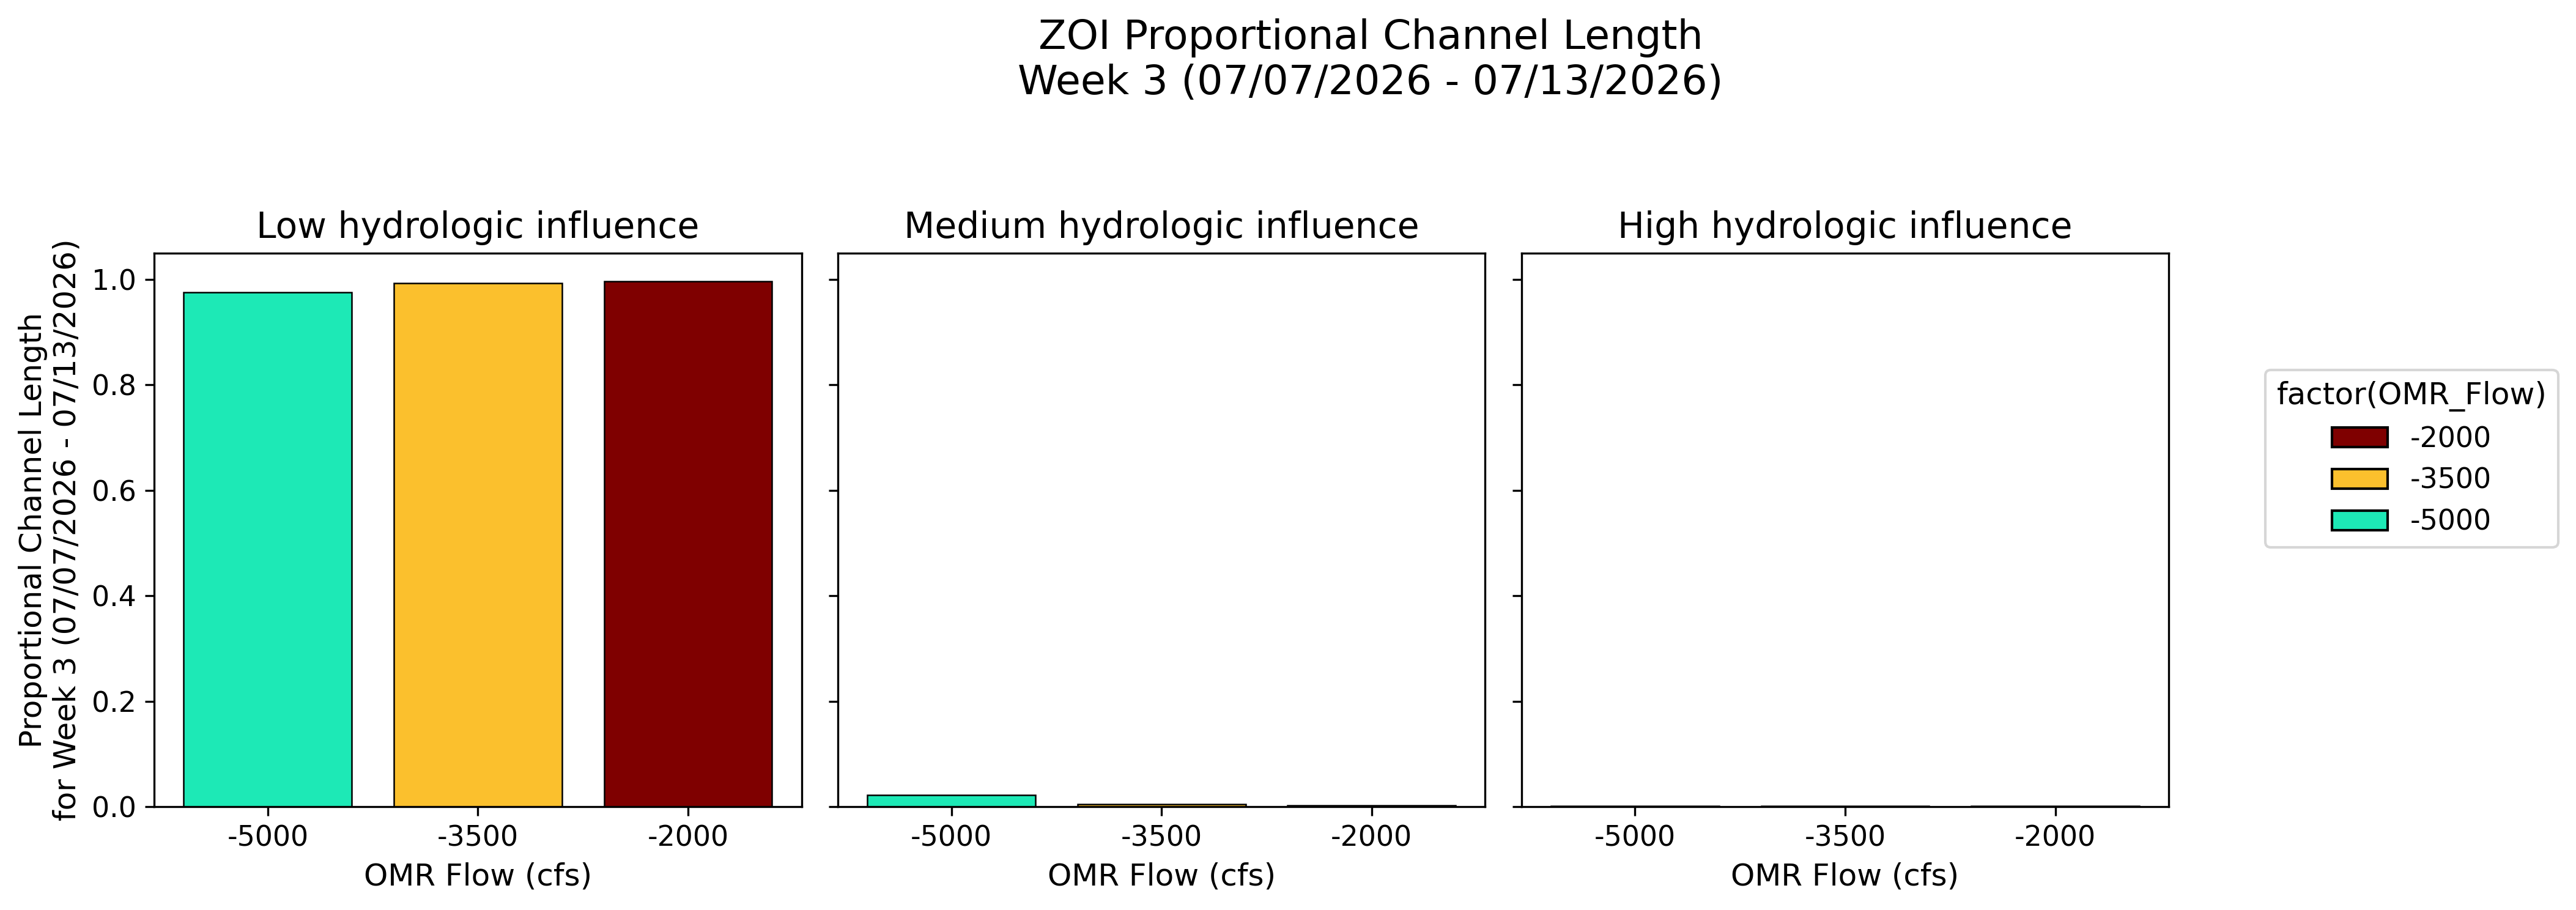 ZOI Proportional Channel Length
Week 3 (07/07/2026 - 07/13/2026)
Low hydrologic influence
Medium hydrologic influence
High hydrologic influence
Proportional Channel Length
for Week 3 (07/07/2026 - 07/13/2026)
1.0
0.8
0.6
0.4
0.2
0.0
-5000
-3500
-2000
OMR Flow (cfs)
-5000
-3500
-2000
OMR Flow (cfs)
-5000
-3500
-2000
OMR Flow (cfs)
factor(OMR_Flow)
-2000
-3500
-5000